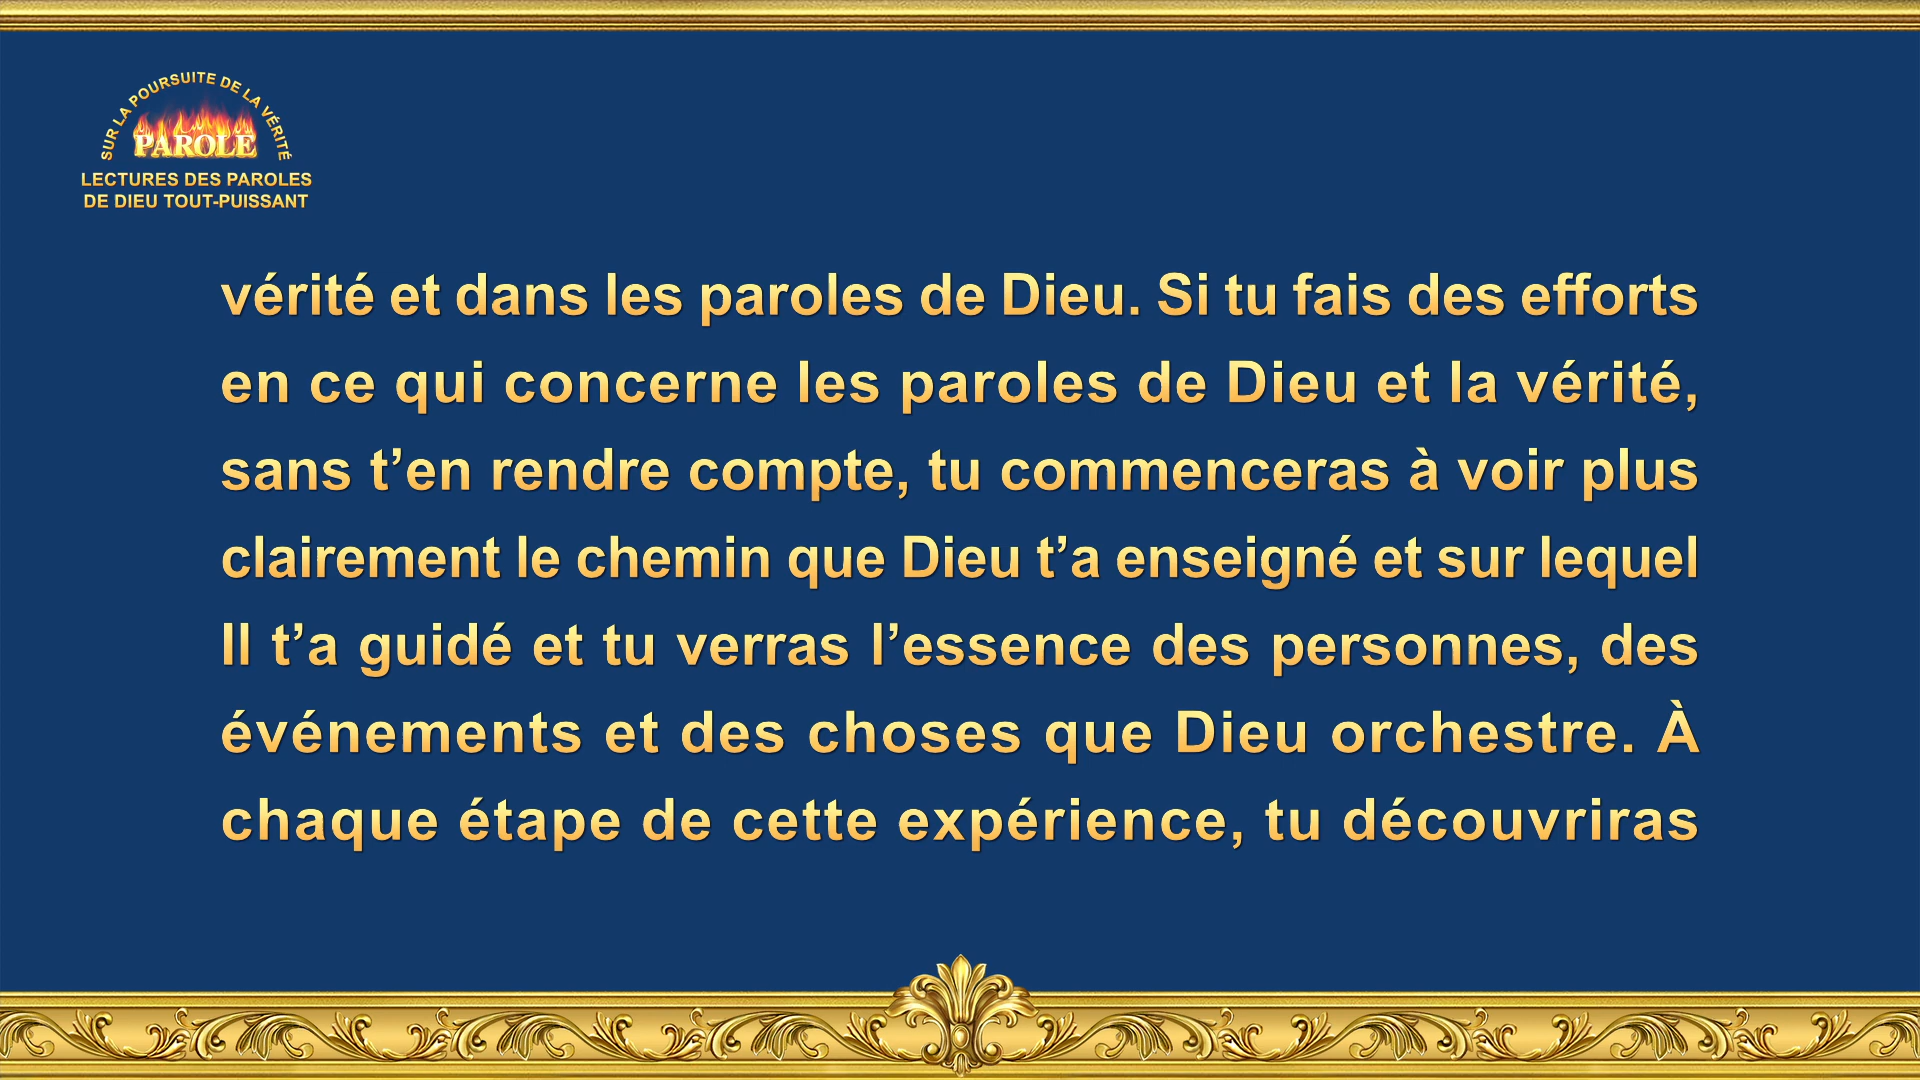 SUR LA POURSUITE DE LA VÉRITÉ
PAROLE
LECTURES DES PAROLES
DE DIEU TOUT-PUISSANT
vérité et dans les paroles de Dieu. Si tu fais des efforts
en ce qui concerne les paroles de Dieu et la vérité,
sans t’en rendre compte, tu commenceras à voir plus
clairement le chemin que Dieu t’a enseigné et sur lequel
Il t’a guidé et tu verras l’essence des personnes, des
événements et des choses que Dieu orchestre. À
chaque étape de cette expérience, tu découvriras